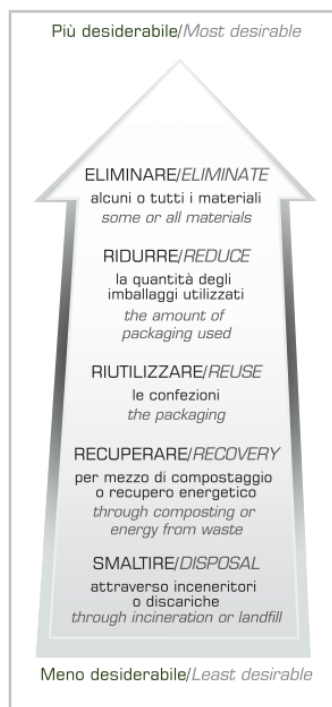 Più desiderabile/Most desirable
ELIMINARE/ELIMINATE
alcuni o tutti i materiali
some or all materials
RIDURRE/REDUCE
la quantità degli
imballaggi utilizzati
the amount of
packaging used
RIUTILIZZARE/REUSE
le confezioni
the packaging
RECUPERARE/RECOVERY
per mezzo di compostaggio
o recupero energetico
through composting or
energy from waste
SMALTIRE/DISPOSAL
attraverso inceneritori
o discariche
through incineration or landfill
Meno desiderabile/Least desirable